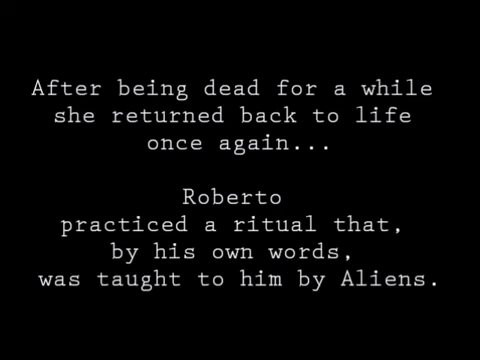 After being dead for a while
she returned back to life
once again...
Roberto
practiced a ritual that,
by his own words,
was taught to him by Aliens.